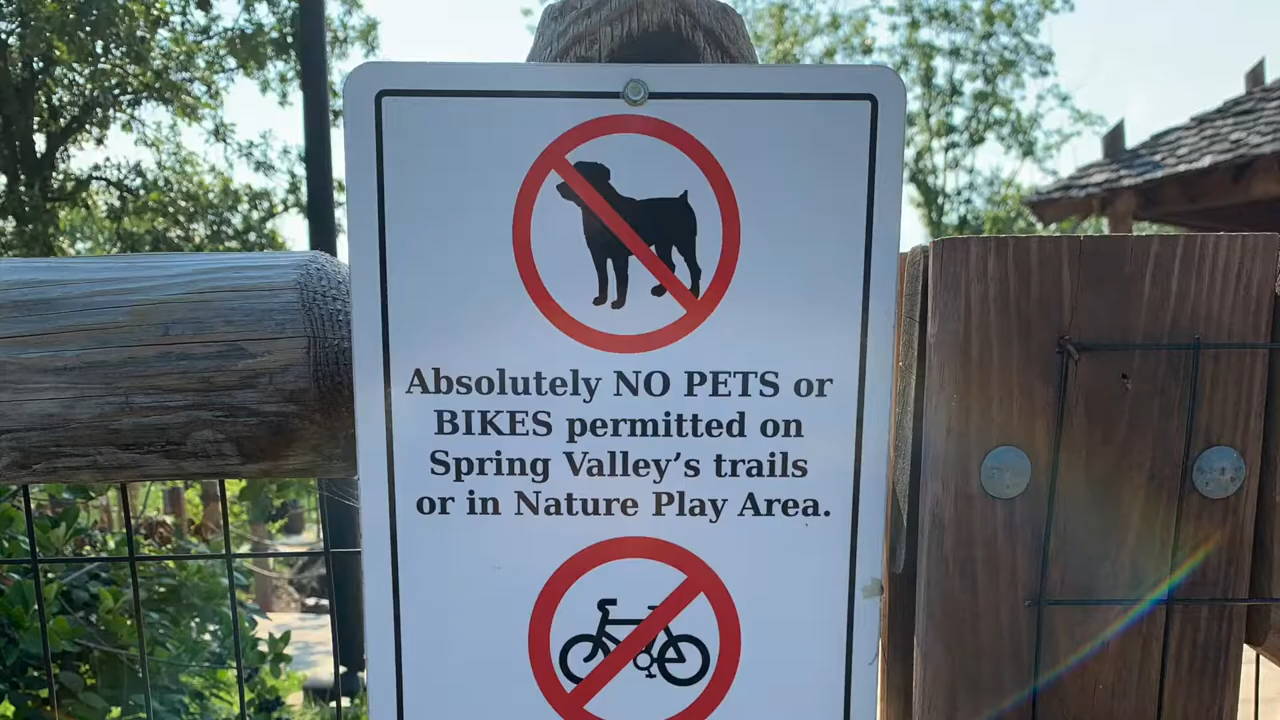 Absolutely NO PETS or
BIKES permitted on
Spring Valley’s trails
or in Nature Play Area.